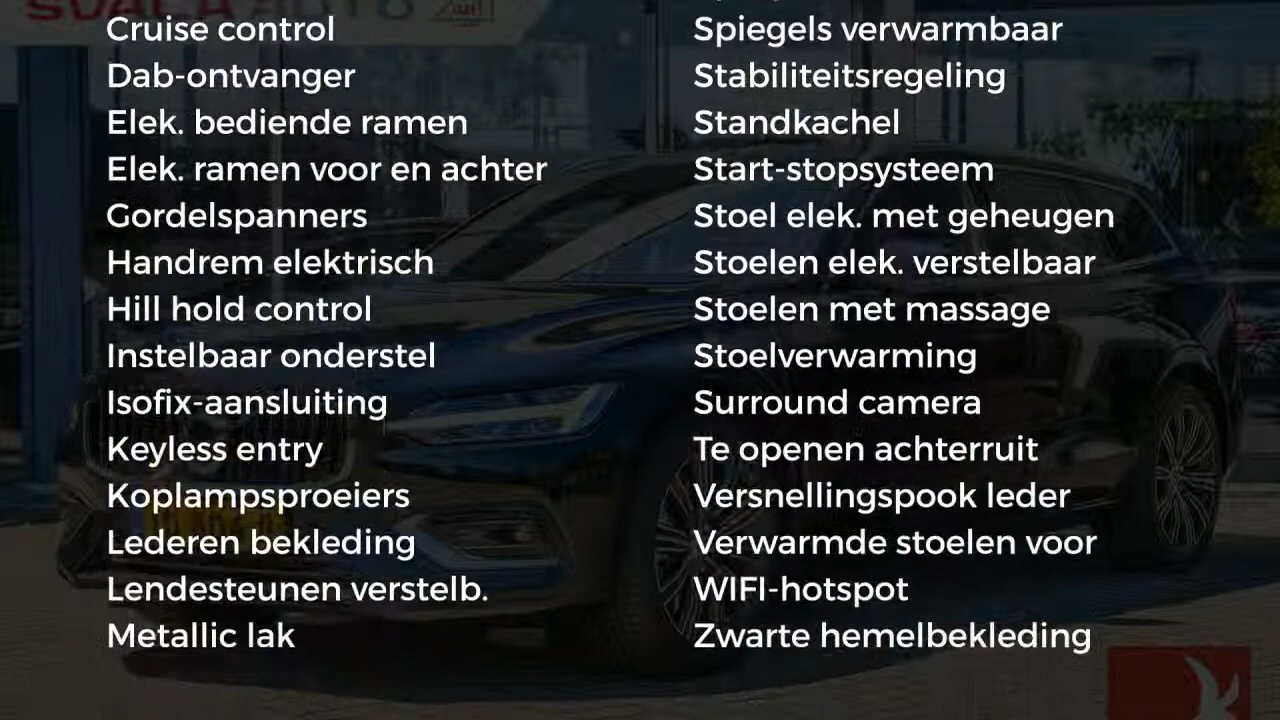 Cruise control
Dab-ontvanger
Elek. bediende ramen
Elek. ramen voor en achter
Gordelspanners
Handrem elektrisch
Hill hold control
Instelbaar onderstel
Isofix-aansluiting
Keyless entry
Koplampsproeiers
Lederen bekleding
Lendesteunen verstelb.
Metallic lak
Spiegels verwarmbaar
Stabiliteitsregeling
Standkachel
Start-stopsysteem
Stoel elek. met geheugen
Stoelen elek. verstelbaar
Stoelen met massage
Stoelverwarming
Surround camera
Te openen achterruit
Versnellingspook leder
Verwarmde stoelen voor
WIFI-hotspot
Zwarte hemelbekleding